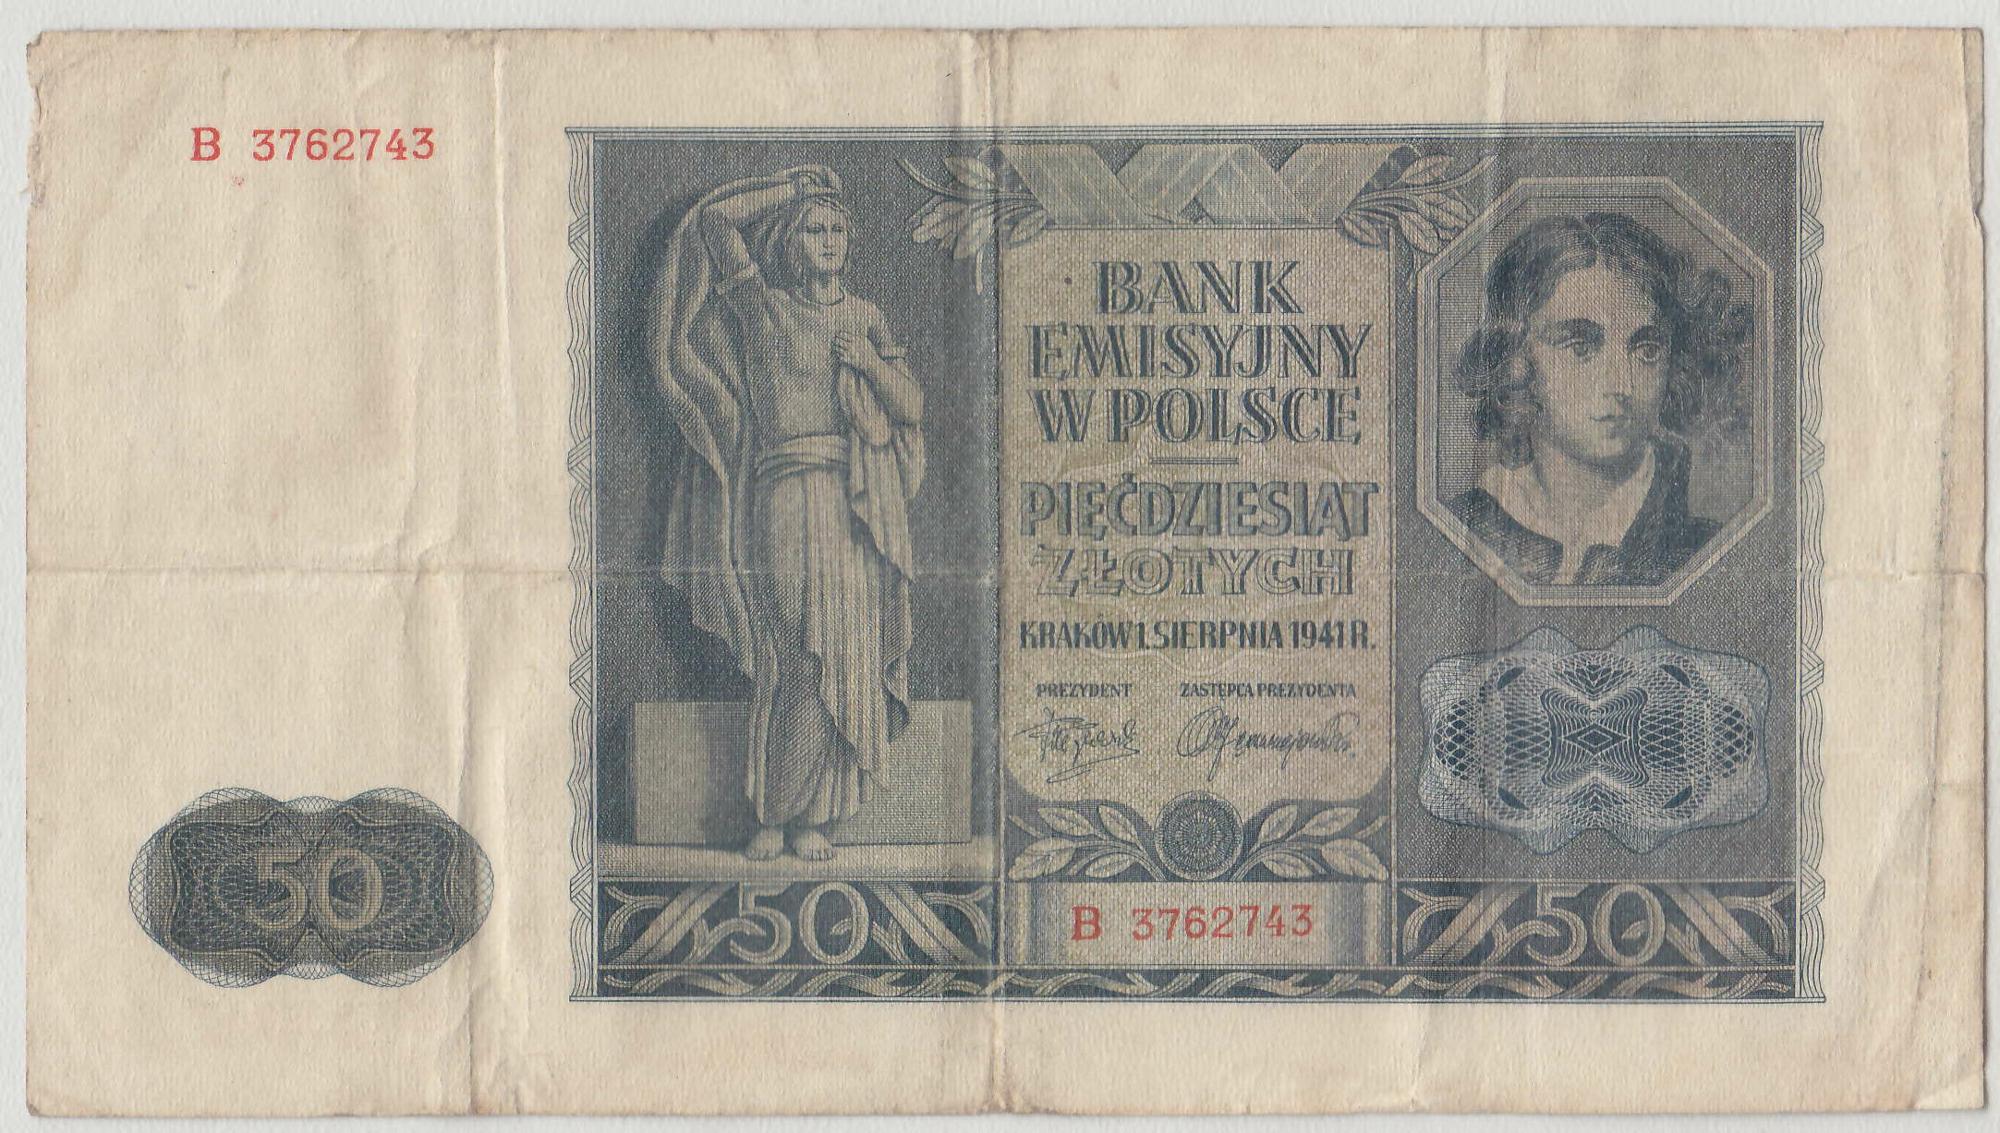 B 3762743
BANK
EMISYJNY
W POLSCE
PIĘĆDZIESIĄT
ZŁOTYCH
KRAKÓW 1. SIERPNIA 1941 R.
PREZYDENT ZASTĘPCA PREZYDENTA
50
50 B 3762743 50